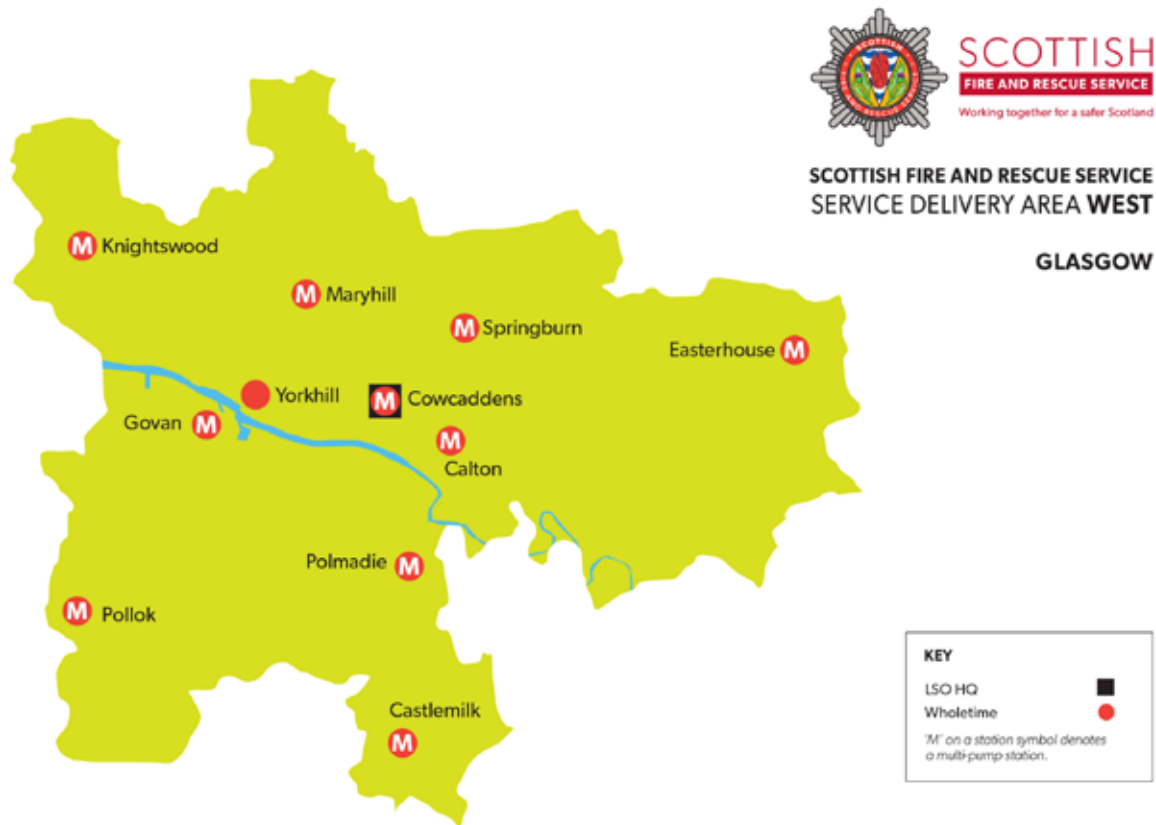 SCOTTISH
FIRE AND RESCUE SERVICE
Working together for a safer Scotland
SCOTTISH FIRE AND RESCUE SERVICE
SERVICE DELIVERY AREA WEST
GLASGOW
M Knightswood
M Maryhill
M Springburn
Easterhouse M
Yorkhill
M Cowcaddens
Govan M
M
Calton
Polmadie M
M Pollok
Castlemilk
M
KEY
LSO HQ
Wholetime
'M' on a station symbol denotes
a multi-pump station.